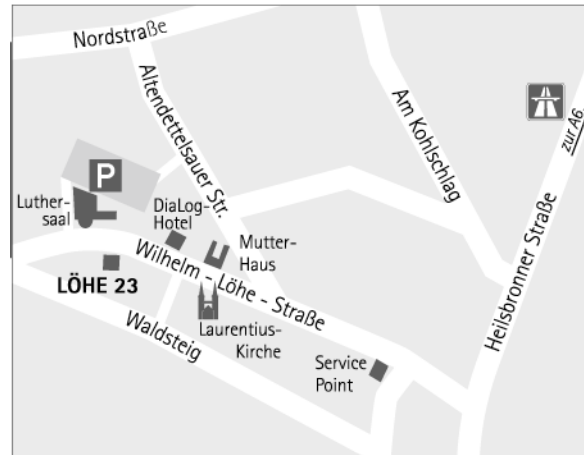 Nordstraße
Altendettelsauer Str.
Am Kohlschlag
zur A6
Heilsbronner Straße
P
Luther-
saal
DiaLog-
Hotel
Mutter-
Haus
Wilhelm - Löhe - Straße
LÖHE 23
Laurentius-
Kirche
Waldsteig
Service
Point